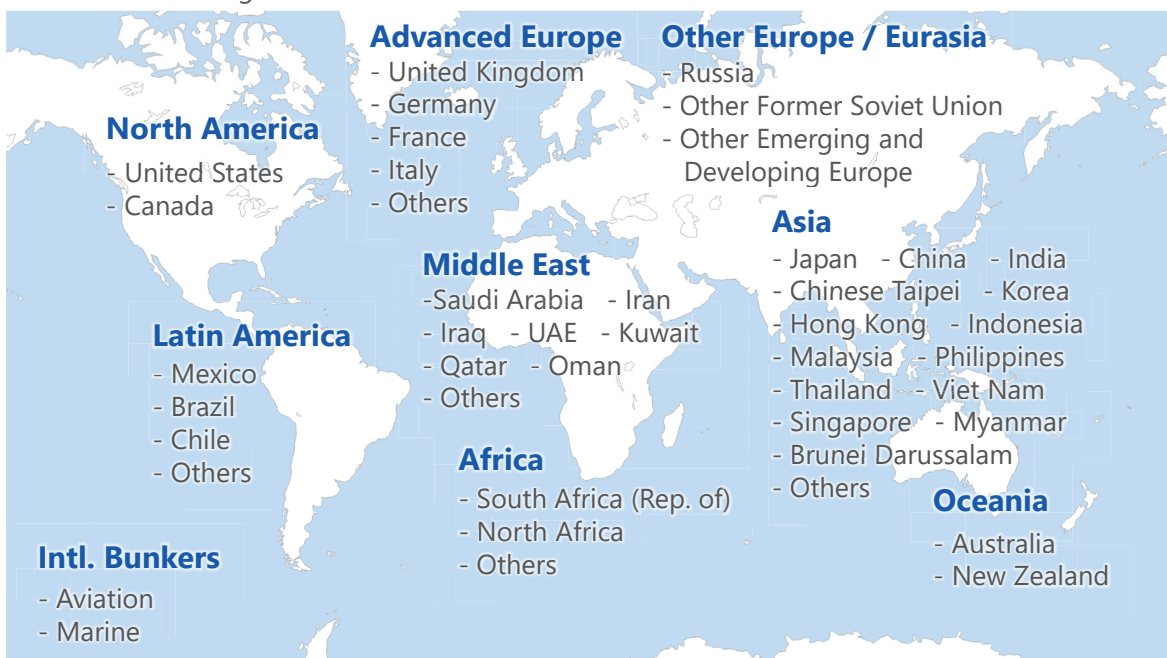 Advanced Europe
- United Kingdom
- Germany
- France
- Italy
- Others
Other Europe / Eurasia
- Russia
- Other Former Soviet Union
- Other Emerging and
Developing Europe
North America
- United States
- Canada
Asia
- Japan - China - India
- Chinese Taipei - Korea
- Hong Kong - Indonesia
- Malaysia - Philippines
- Thailand - Viet Nam
- Singapore - Myanmar
- Brunei Darussalam
- Others
Middle East
-Saudi Arabia - Iran
- Iraq - UAE - Kuwait
- Qatar - Oman
- Others
Latin America
- Mexico
- Brazil
- Chile
- Others
Africa
- South Africa (Rep. of)
- North Africa
- Others
Oceania
- Australia
- New Zealand
Intl. Bunkers
- Aviation
- Marine